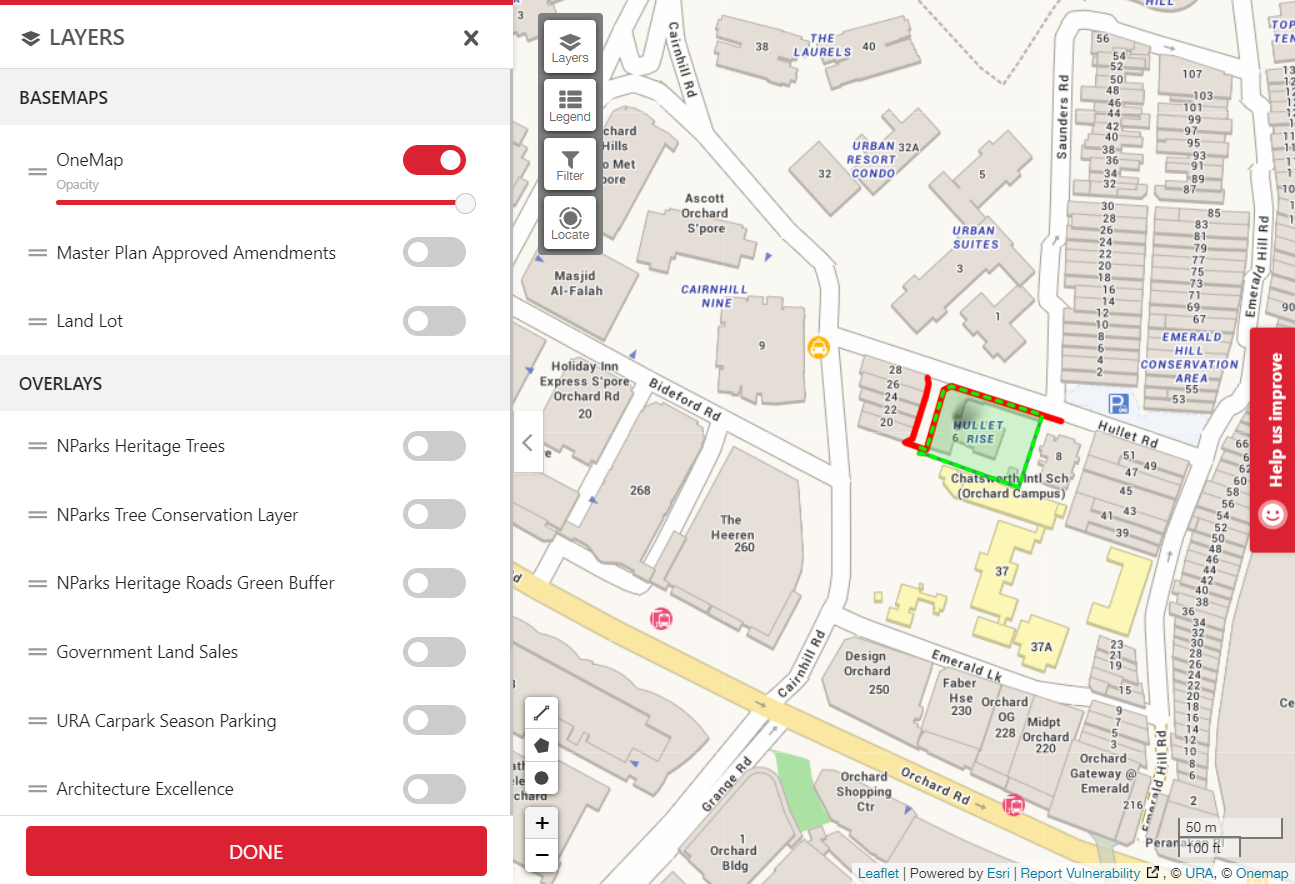 LAYERS
BASEMAPS
OneMap
Opacity
Master Plan Approved Amendments
Land Lot
OVERLAYS
NParks Heritage Trees
NParks Tree Conservation Layer
NParks Heritage Roads Green Buffer
Government Land Sales
URA Carpark Season Parking
Architecture Excellence
DONE
Layers
Legend
Filter
Locate
3
Cairnhill Rd
38
THE
LAURELS
40
HILL
56
54
52
50
48
46
44
42
40
38
36
34
32
107
103
101
99
97
95
93
91
89
87
Saunders Rd
chard
Hills
o Met
pore
URBAN
RESORT
CONDO
32A
32
5
Ascott
Orchard
S'pore
URBAN
SUITES
3
1
30
28
26
24
22
20
18
16
14
12
10
8
6
4
2
85
83
81
79
77
75
73
71
69
67
55
53
Emerald Hill Rd
Masjid
Al-Falah
CAIRNHILL
NINE
9
EMERALD
HILL
CONSERVATION
AREA
Holiday Inn
Express S'pore
Orchard Rd
20
Bideford Rd
28
26
24
22
20
HULLET
RISE
6
8
Hullet Rd
Chatsworth Intl Sch
(Orchard Campus)
51
49
47
45
43
41
39
Help us improve
268
The
Heeren
260
37
37A
66
62
60
58
56
54
52
50
48
46
44
42
40
38
36
34
32
30
28
26
24
22
20
18
16
14
12
10
8
6
2
23
21
19
15
9
7
5
3
Emerald Lk
Cairnhill Rd
Design
Orchard
250
Faber
Hse
230
Orchard
OG
228
Midpt
Orchard
220
Orchard
Gateway @
Emerald
216
Emerald Hill Rd
Orchard Rd
Grange Rd
Orchard
Shopping
Ctr
1
Orchard
Bldg
+
−
50 m
100 ft
Leaflet | Powered by Esri | Report Vulnerability , © URA, © Onemap